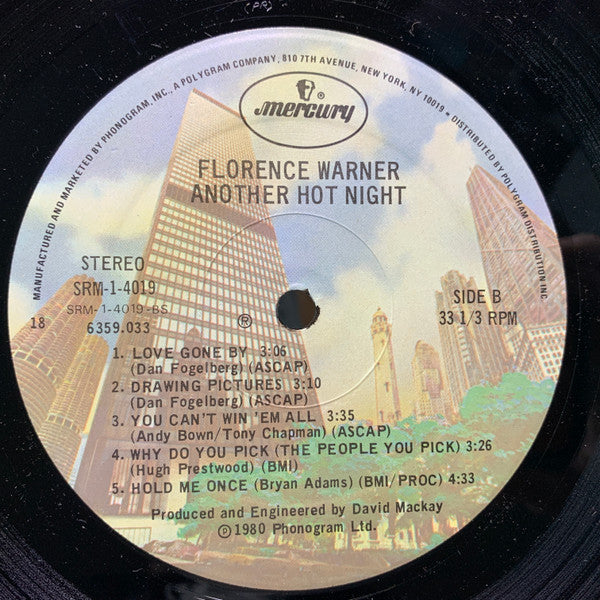 (PR)
MANUFACTURED AND MARKETED BY PHONOGRAM, INC., A POLYGRAM COMPANY, 810 7TH AVENUE, NEW YORK, NY 10019 • DISTRIBUTED BY POLYGRAM DISTRIBUTION INC.
mercury ®
FLORENCE WARNER
ANOTHER HOT NIGHT
STEREO
SRM-1-4019
SRM-1-4019-BS
6359.033
18
®
SIDE B
33 1/3 RPM
1. LOVE GONE BY 3:06
(Dan Fogelberg) (ASCAP)
2. DRAWING PICTURES 3:10
(Dan Fogelberg) (ASCAP)
3. YOU CAN'T WIN 'EM ALL 3:35
(Andy Bown/Tony Chapman) (ASCAP)
4. WHY DO YOU PICK (THE PEOPLE YOU PICK) 3:26
(Hugh Prestwood) (BMI)
5. HOLD ME ONCE (Bryan Adams) (BMI/PROC) 4:33
Produced and Engineered by David Mackay
℗1980 Phonogram Ltd.